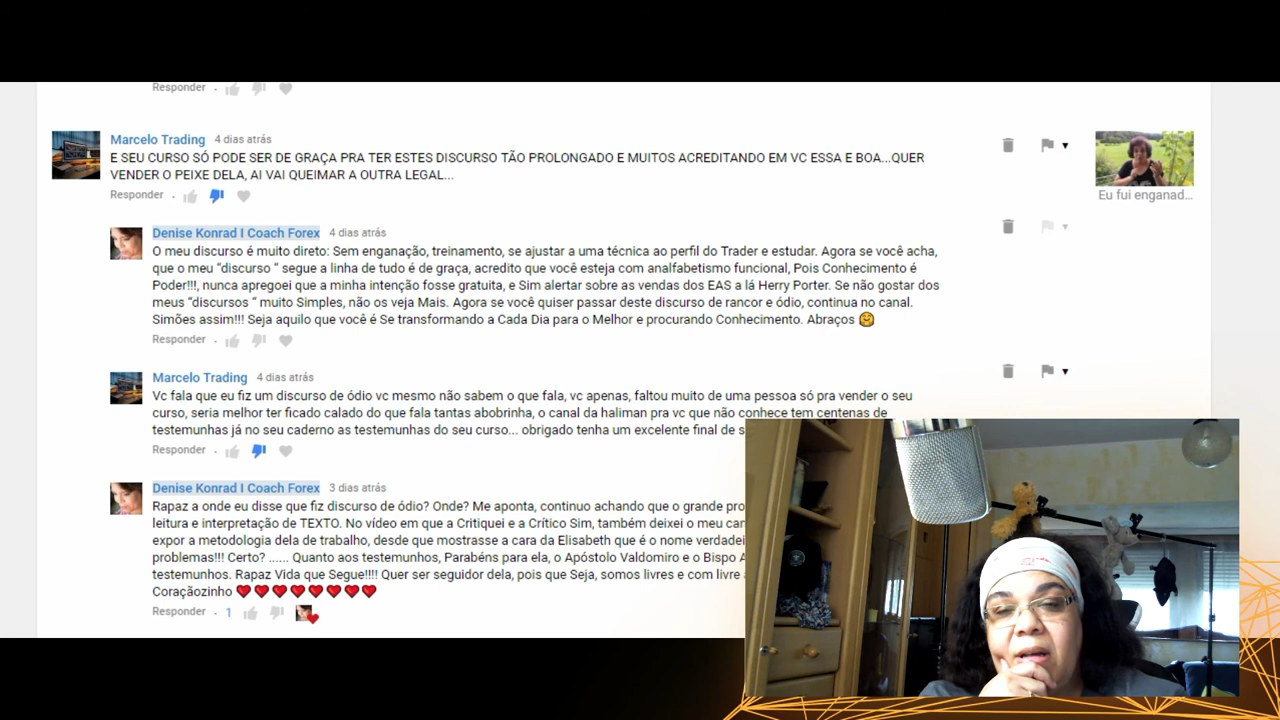 Responder
Marcelo Trading 4 dias atrás
E SEU CURSO SÓ PODE SER DE GRAÇA PRA TER ESTES DISCURSO TÃO PROLONGADO E MUITOS ACREDITANDO EM VC ESSA E BOA...QUER
VENDER O PEIXE DELA, AI VAI QUEIMAR A OUTRA LEGAL...
Responder
Eu fui enganad...
Denise Konrad I Coach Forex 4 dias atrás
O meu discurso é muito direto: Sem enganação, treinamento, se ajustar a uma técnica ao perfil do Trader e estudar. Agora se você acha,
que o meu “discurso “ segue a linha de tudo é de graça, acredito que você esteja com analfabetismo funcional, Pois Conhecimento é
Poder!!!, nunca apregoei que a minha intenção fosse gratuita, e Sim alertar sobre as vendas dos EAS a lá Herry Porter. Se não gostar dos
meus “discursos “ muito Simples, não os veja Mais. Agora se você quiser passar deste discurso de rancor e ódio, continua no canal.
Simões assim!!! Seja aquilo que você é Se transformando a Cada Dia para o Melhor e procurando Conhecimento. Abraços
Responder
Marcelo Trading 4 dias atrás
Vc fala que eu fiz um discurso de ódio vc mesmo não sabem o que fala, vc apenas, faltou muito de uma pessoa só pra vender o seu
curso, seria melhor ter ficado calado do que fala tantas abobrinha, o canal da haliman pra vc que não conhece tem centenas de
testemunhas já no seu caderno as testemunhas do seu curso... obrigado tenha um excelente final de
Responder
Denise Konrad I Coach Forex 3 dias atrás
Rapaz a onde eu disse que fiz discurso de ódio? Onde? Me aponta, continuo achando que o grande
leitura e interpretação de TEXTO. No vídeo em que a Critiquei e a Crítico Sim, também deixei o meu
expor a metodologia dela de trabalho, desde que mostrasse a cara da Elisabeth que é o nome
problemas!!! Certo? ...... Quanto aos testemunhos, Parabéns para ela, o Apóstolo Valdomiro e o Bispo
testemunhos. Rapaz Vida que Segue!!!! Quer ser seguidor dela, pois que Seja, somos livres e com livre
Coraçãozinho
Responder 1